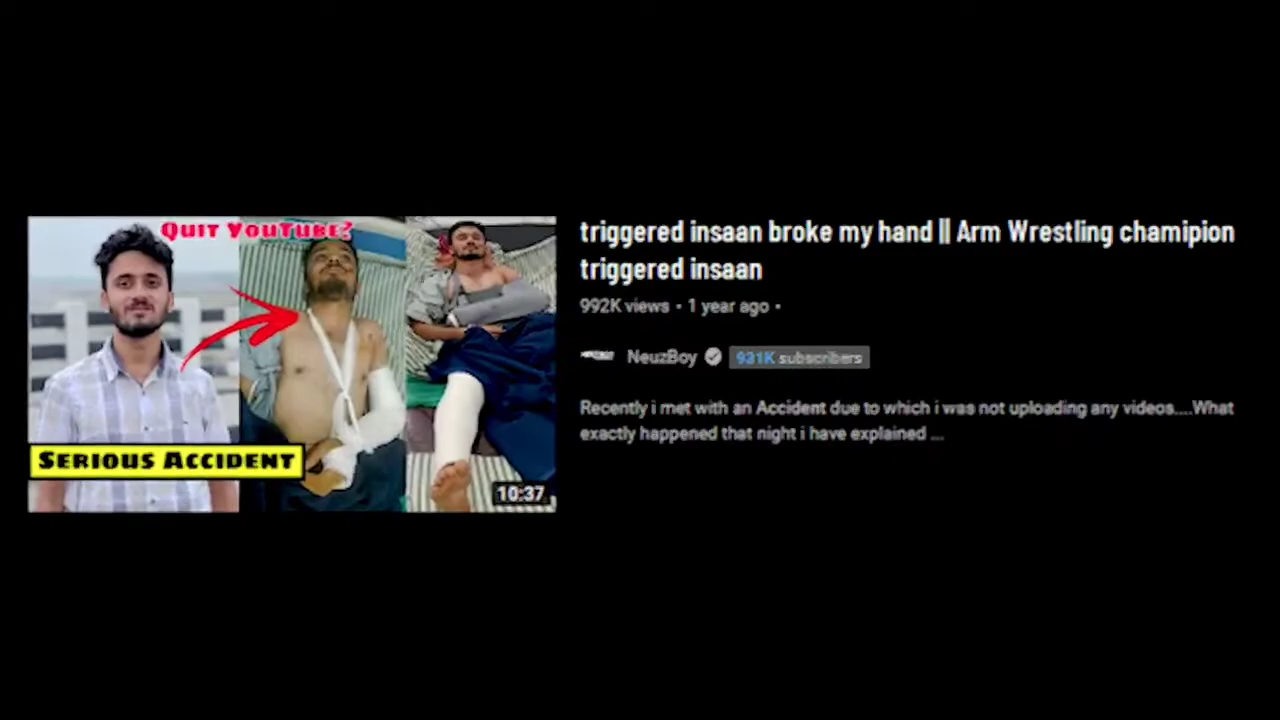 QUIT YOUTUBE?
SERIOUS ACCIDENT
10:37
triggered insaan broke my hand || Arm Wrestling chamipion
triggered insaan
992K views • 1 year ago •
NeuzBoy 931K subscribers
Recently i met with an Accident due to which i was not uploading any videos....What
exactly happened that night i have explained ...